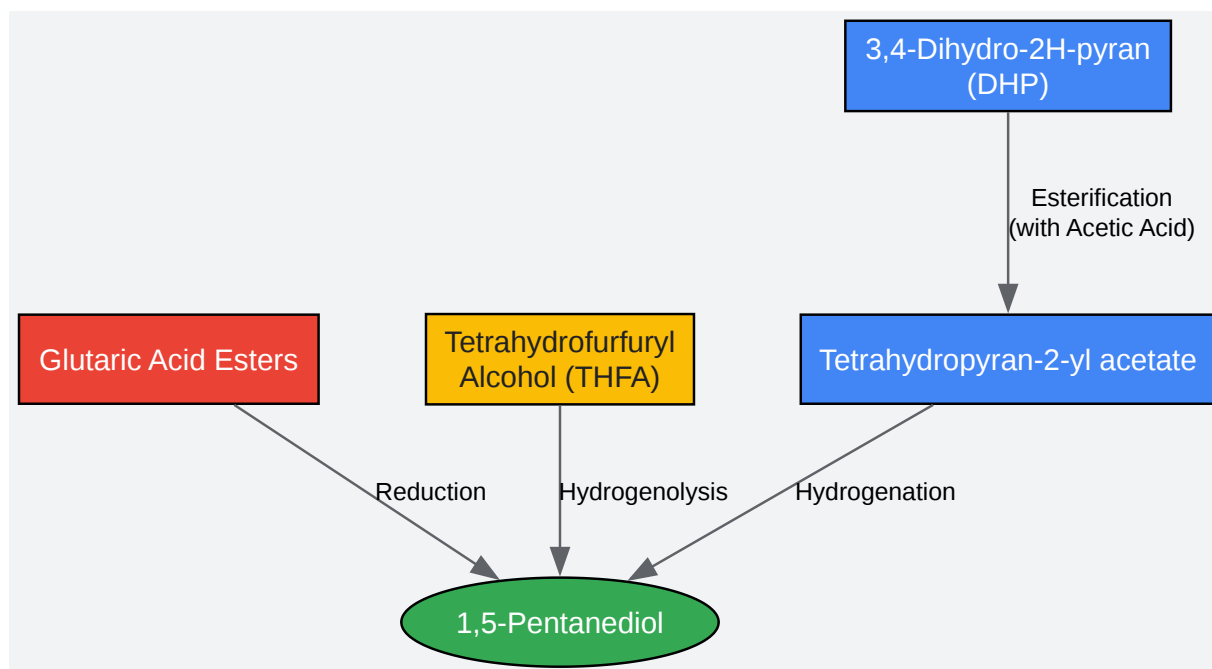 3,4-Dihydro-2H-pyran
(DHP)
Esterification
(with Acetic Acid)
Glutaric Acid Esters
Tetrahydrofurfuryl
Alcohol (THFA)
Tetrahydropyran-2-yl acetate
Reduction
Hydrogenolysis
Hydrogenation
1,5-Pentanediol